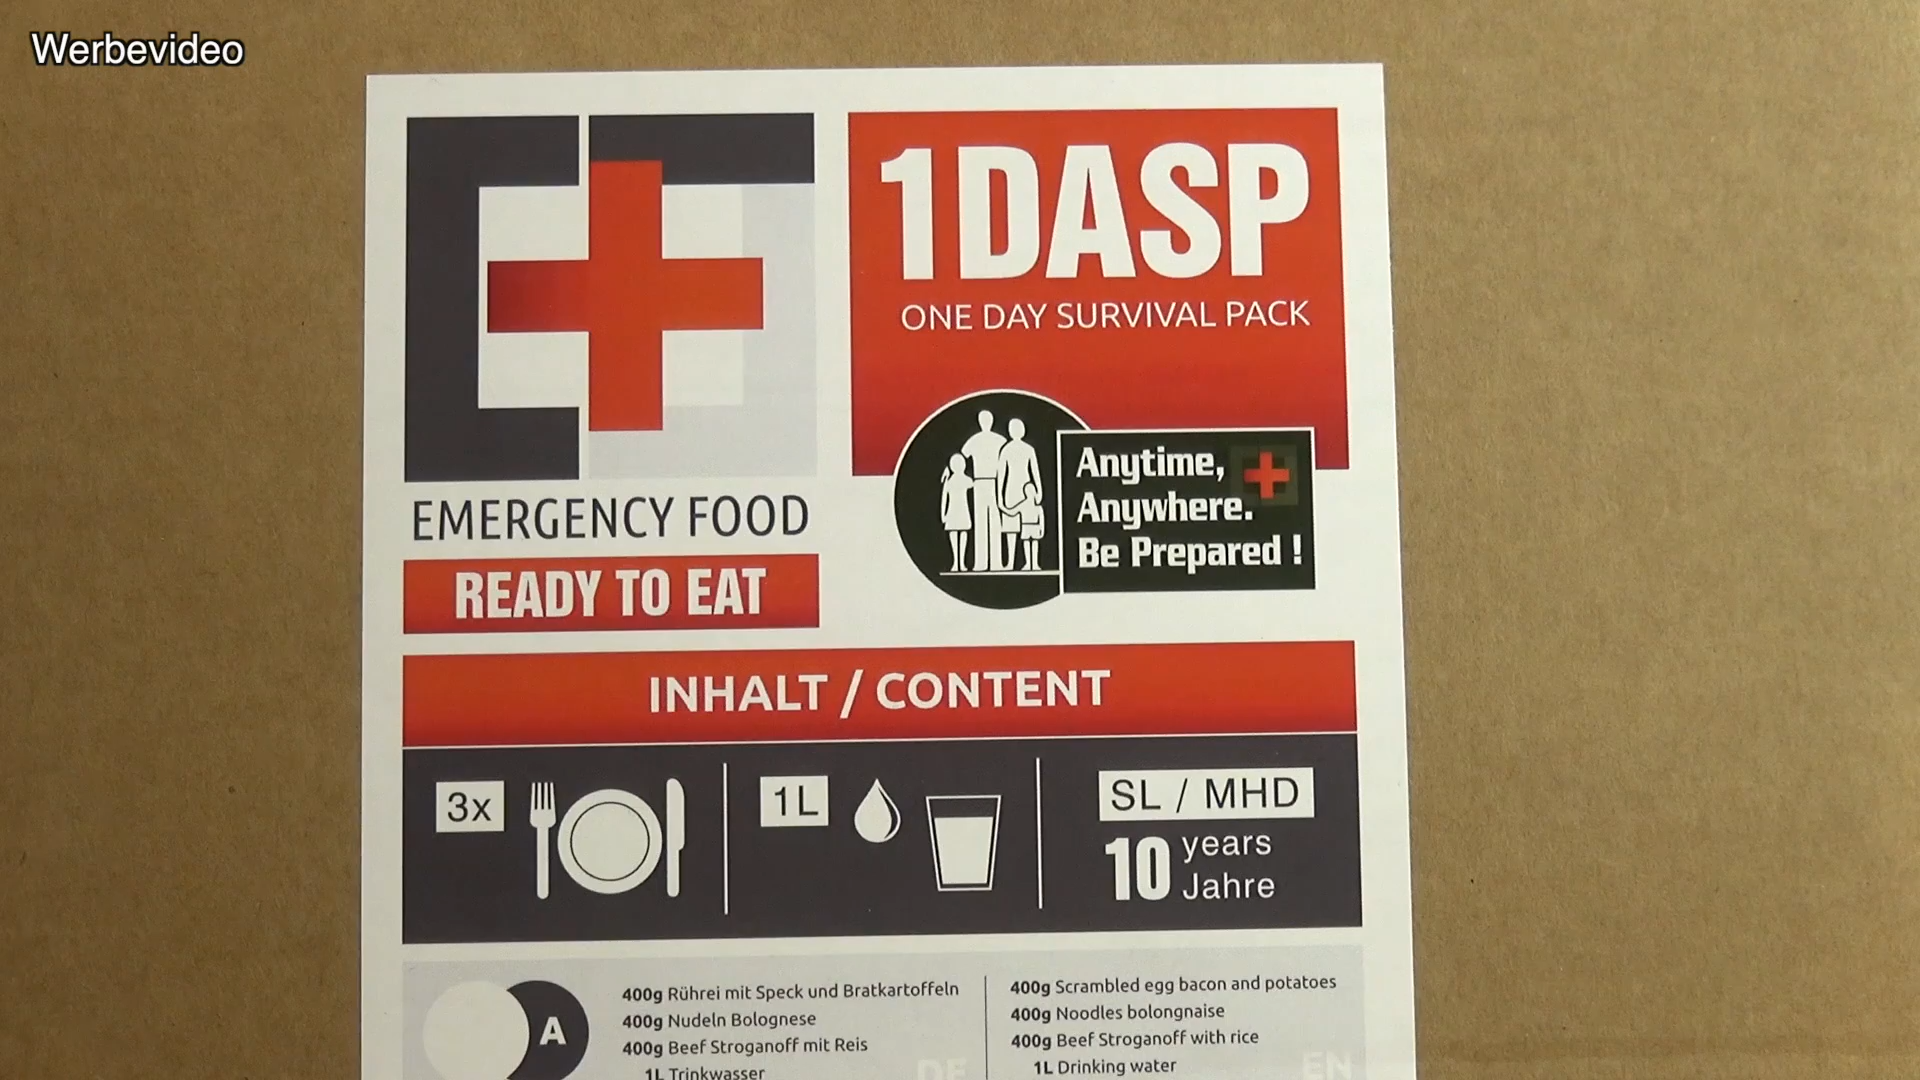 Werbevideo
EMERGENCY FOOD
READY TO EAT
1DASP
ONE DAY SURVIVAL PACK
Anytime,
Anywhere.
Be Prepared !
INHALT / CONTENT
3x
1L
SL / MHD
10 years
Jahre
A
400g Rührei mit Speck und Bratkartoffeln
400g Nudeln Bolognese
400g Beef Stroganoff mit Reis
1L Trinkwasser
DE
400g Scrambled egg bacon and potatoes
400g Noodles bolongnaise
400g Beef Stroganoff with rice
1L Drinking water
EN